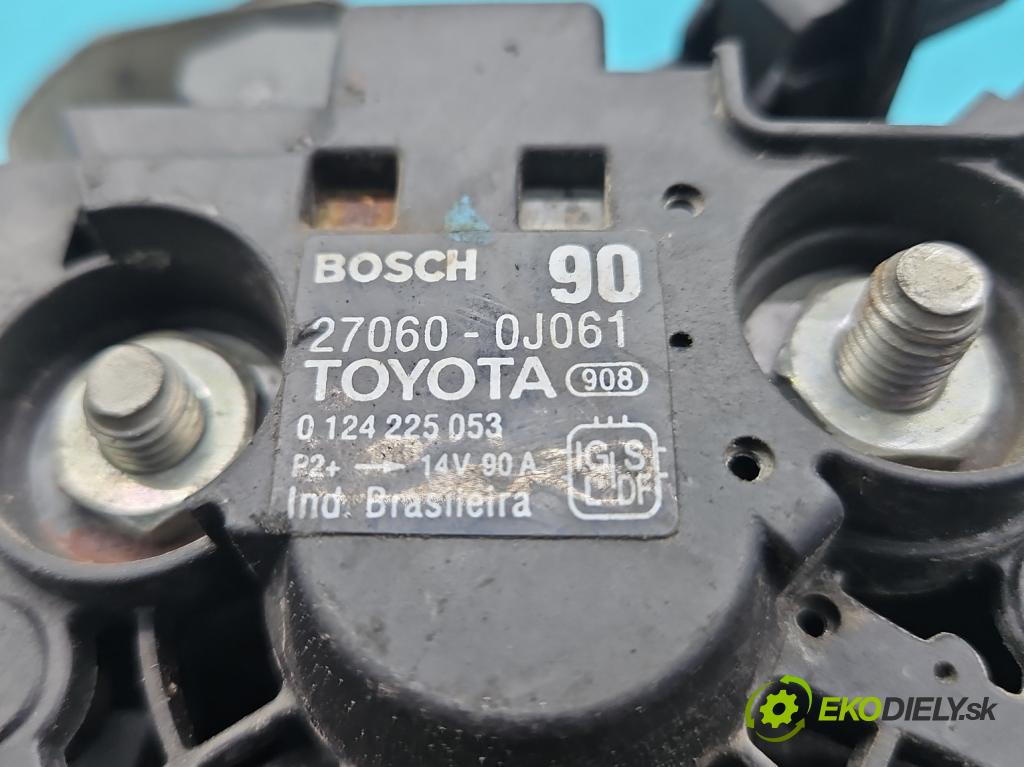 BOSCH 90
27060 - 0J061
TOYOTA 908
0 124 225 053
P2+ → 14V 90 A
IG S
L DF
Ind. Brasileira
EKODIELY.sk